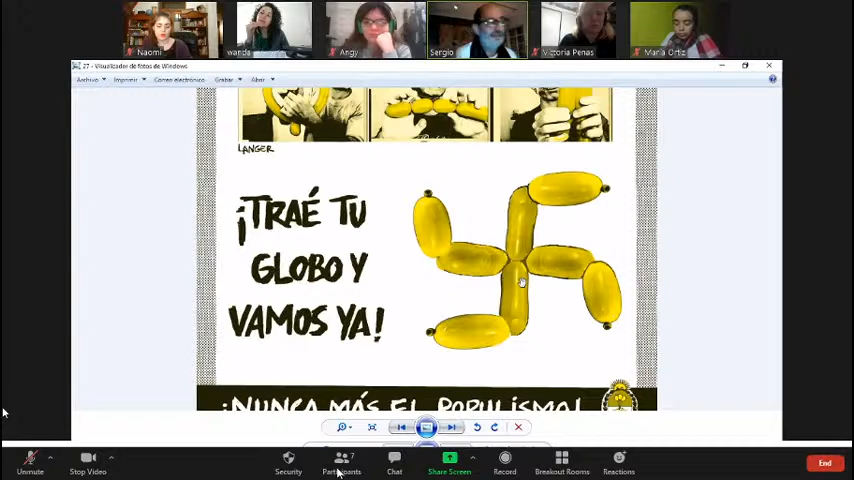 Naomi
wanda
Angy
Sergio
Victoria Penas
María Ortiz
27 - Visualizador de fotos de Windows
Archivo
Imprimir
Correo electrónico
Grabar
Abrir
LANGER
¡TRAÉ TU
GLOBO Y
VAMOS YA!
¡NUNCA MÁS EL POPULISMO!
7
Unmute
Stop Video
Security
Participants
Chat
Share Screen
Record
Breakout Rooms
Reactions
End